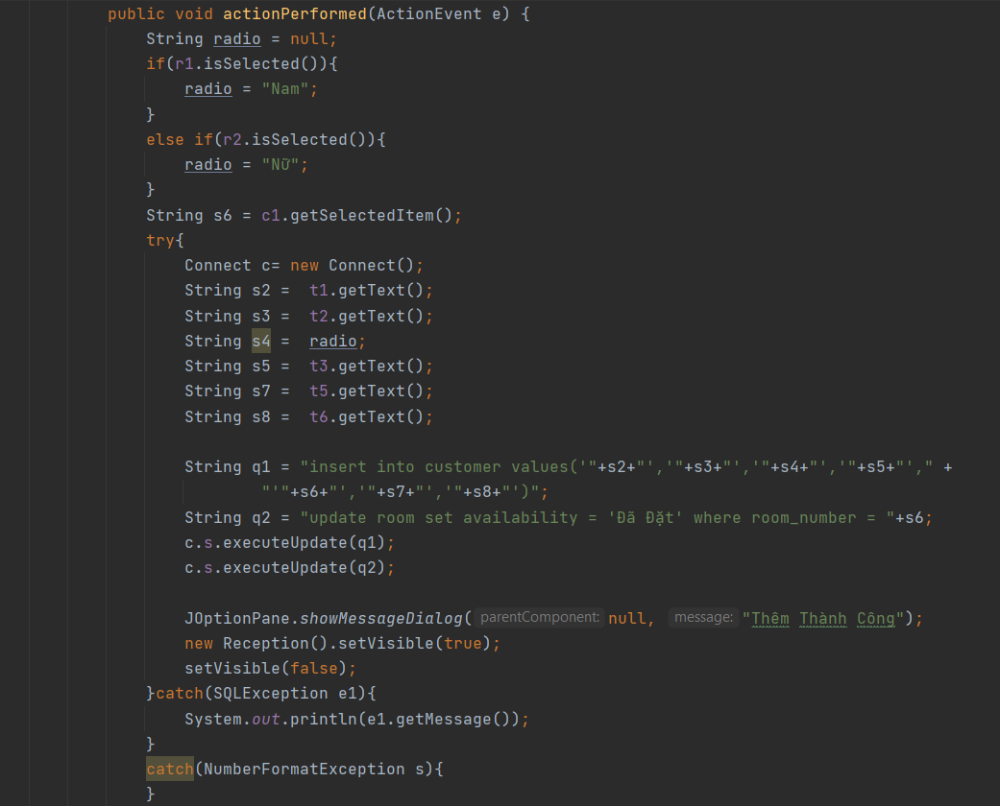 public void actionPerformed(ActionEvent e) {
String radio = null;
if(r1.isSelected()){
radio = "Nam";
}
else if(r2.isSelected()){
radio = "Nữ";
}
String s6 = c1.getSelectedItem();
try{
Connect c= new Connect();
String s2 =  t1.getText();
String s3 =  t2.getText();
String s4 =  radio;
String s5 =  t3.getText();
String s7 =  t5.getText();
String s8 =  t6.getText();
String q1 = "insert into customer values('"+s2+"','"+s3+"','"+s4+"','"+s5+"'," +
"'"+s6+"','"+s7+"','"+s8+"')";
String q2 = "update room set availability = 'Đã Đặt' where room_number = "+s6;
c.s.executeUpdate(q1);
c.s.executeUpdate(q2);
JOptionPane.showMessageDialog( parentComponent: null, message: "Thêm Thành Công");
new Reception().setVisible(true);
setVisible(false);
}catch(SQLException e1){
System.out.println(e1.getMessage());
}
catch(NumberFormatException s){
}